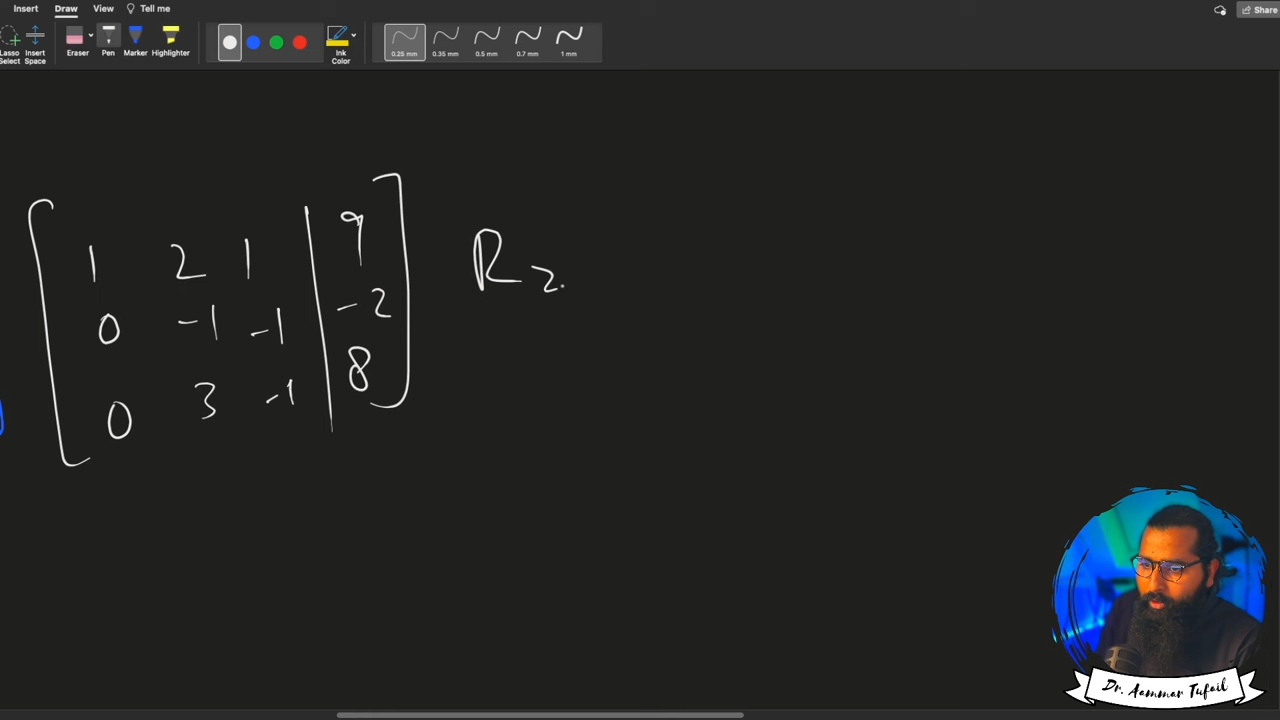 Insert Draw View Tell me
Share
Lasso Select
Insert Space
Eraser
Pen
Marker
Highlighter
Ink Color
0.25 mm
0.35 mm
0.5 mm
0.7 mm
1 mm
1 2 1 | 9
0 -1 -1 | -2
0 3 -1 | 8
R2
Dr. Aammar Tufail